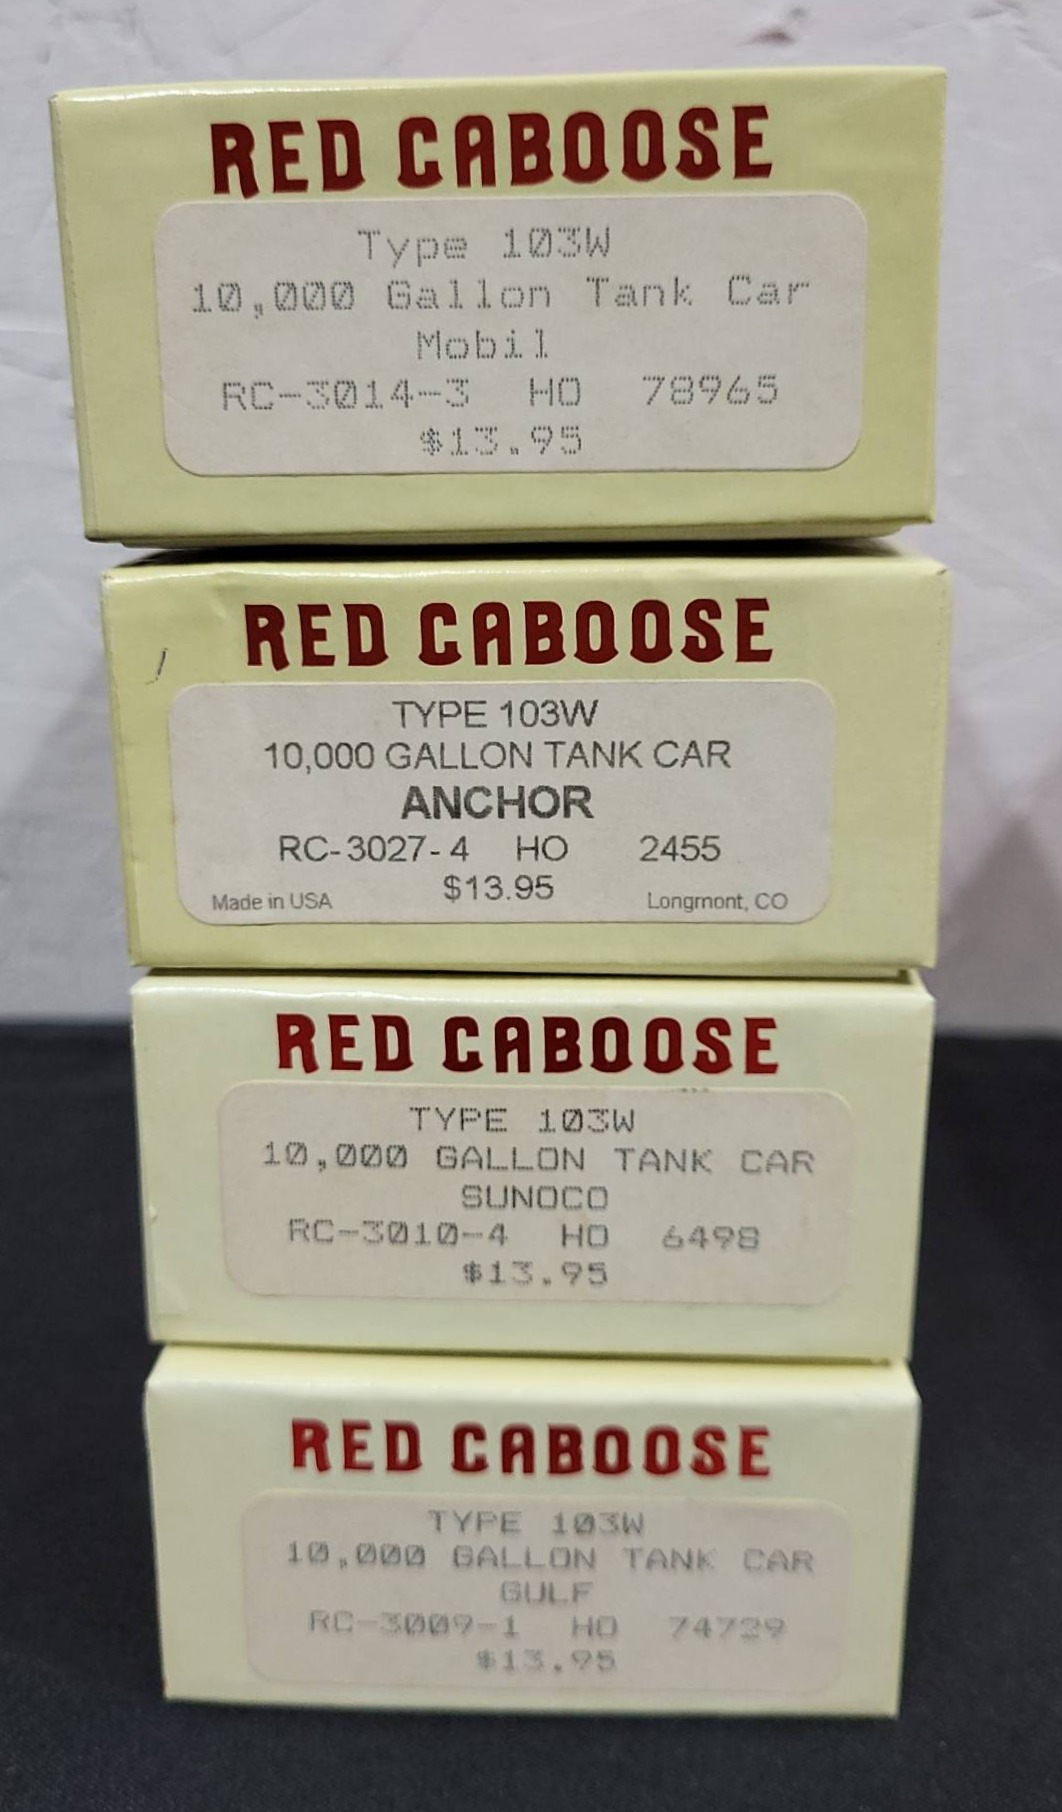 RED CABOOSE
Type 103W
10,000 Gallon Tank Car
Mobil
RC-3014-3 HO 78965
$13.95
RED CABOOSE
TYPE 103W
10,000 GALLON TANK CAR
ANCHOR
RC-3027-4 HO 2455
$13.95
Made in USA Longmont, CO
RED CABOOSE
TYPE 103W
10,000 GALLON TANK CAR
SUNOCO
RC-3010-4 HO 6498
$13.95
RED CABOOSE
TYPE 103W
10,000 GALLON TANK CAR
GULF
RC-3009-1 HO 74729
$13.95